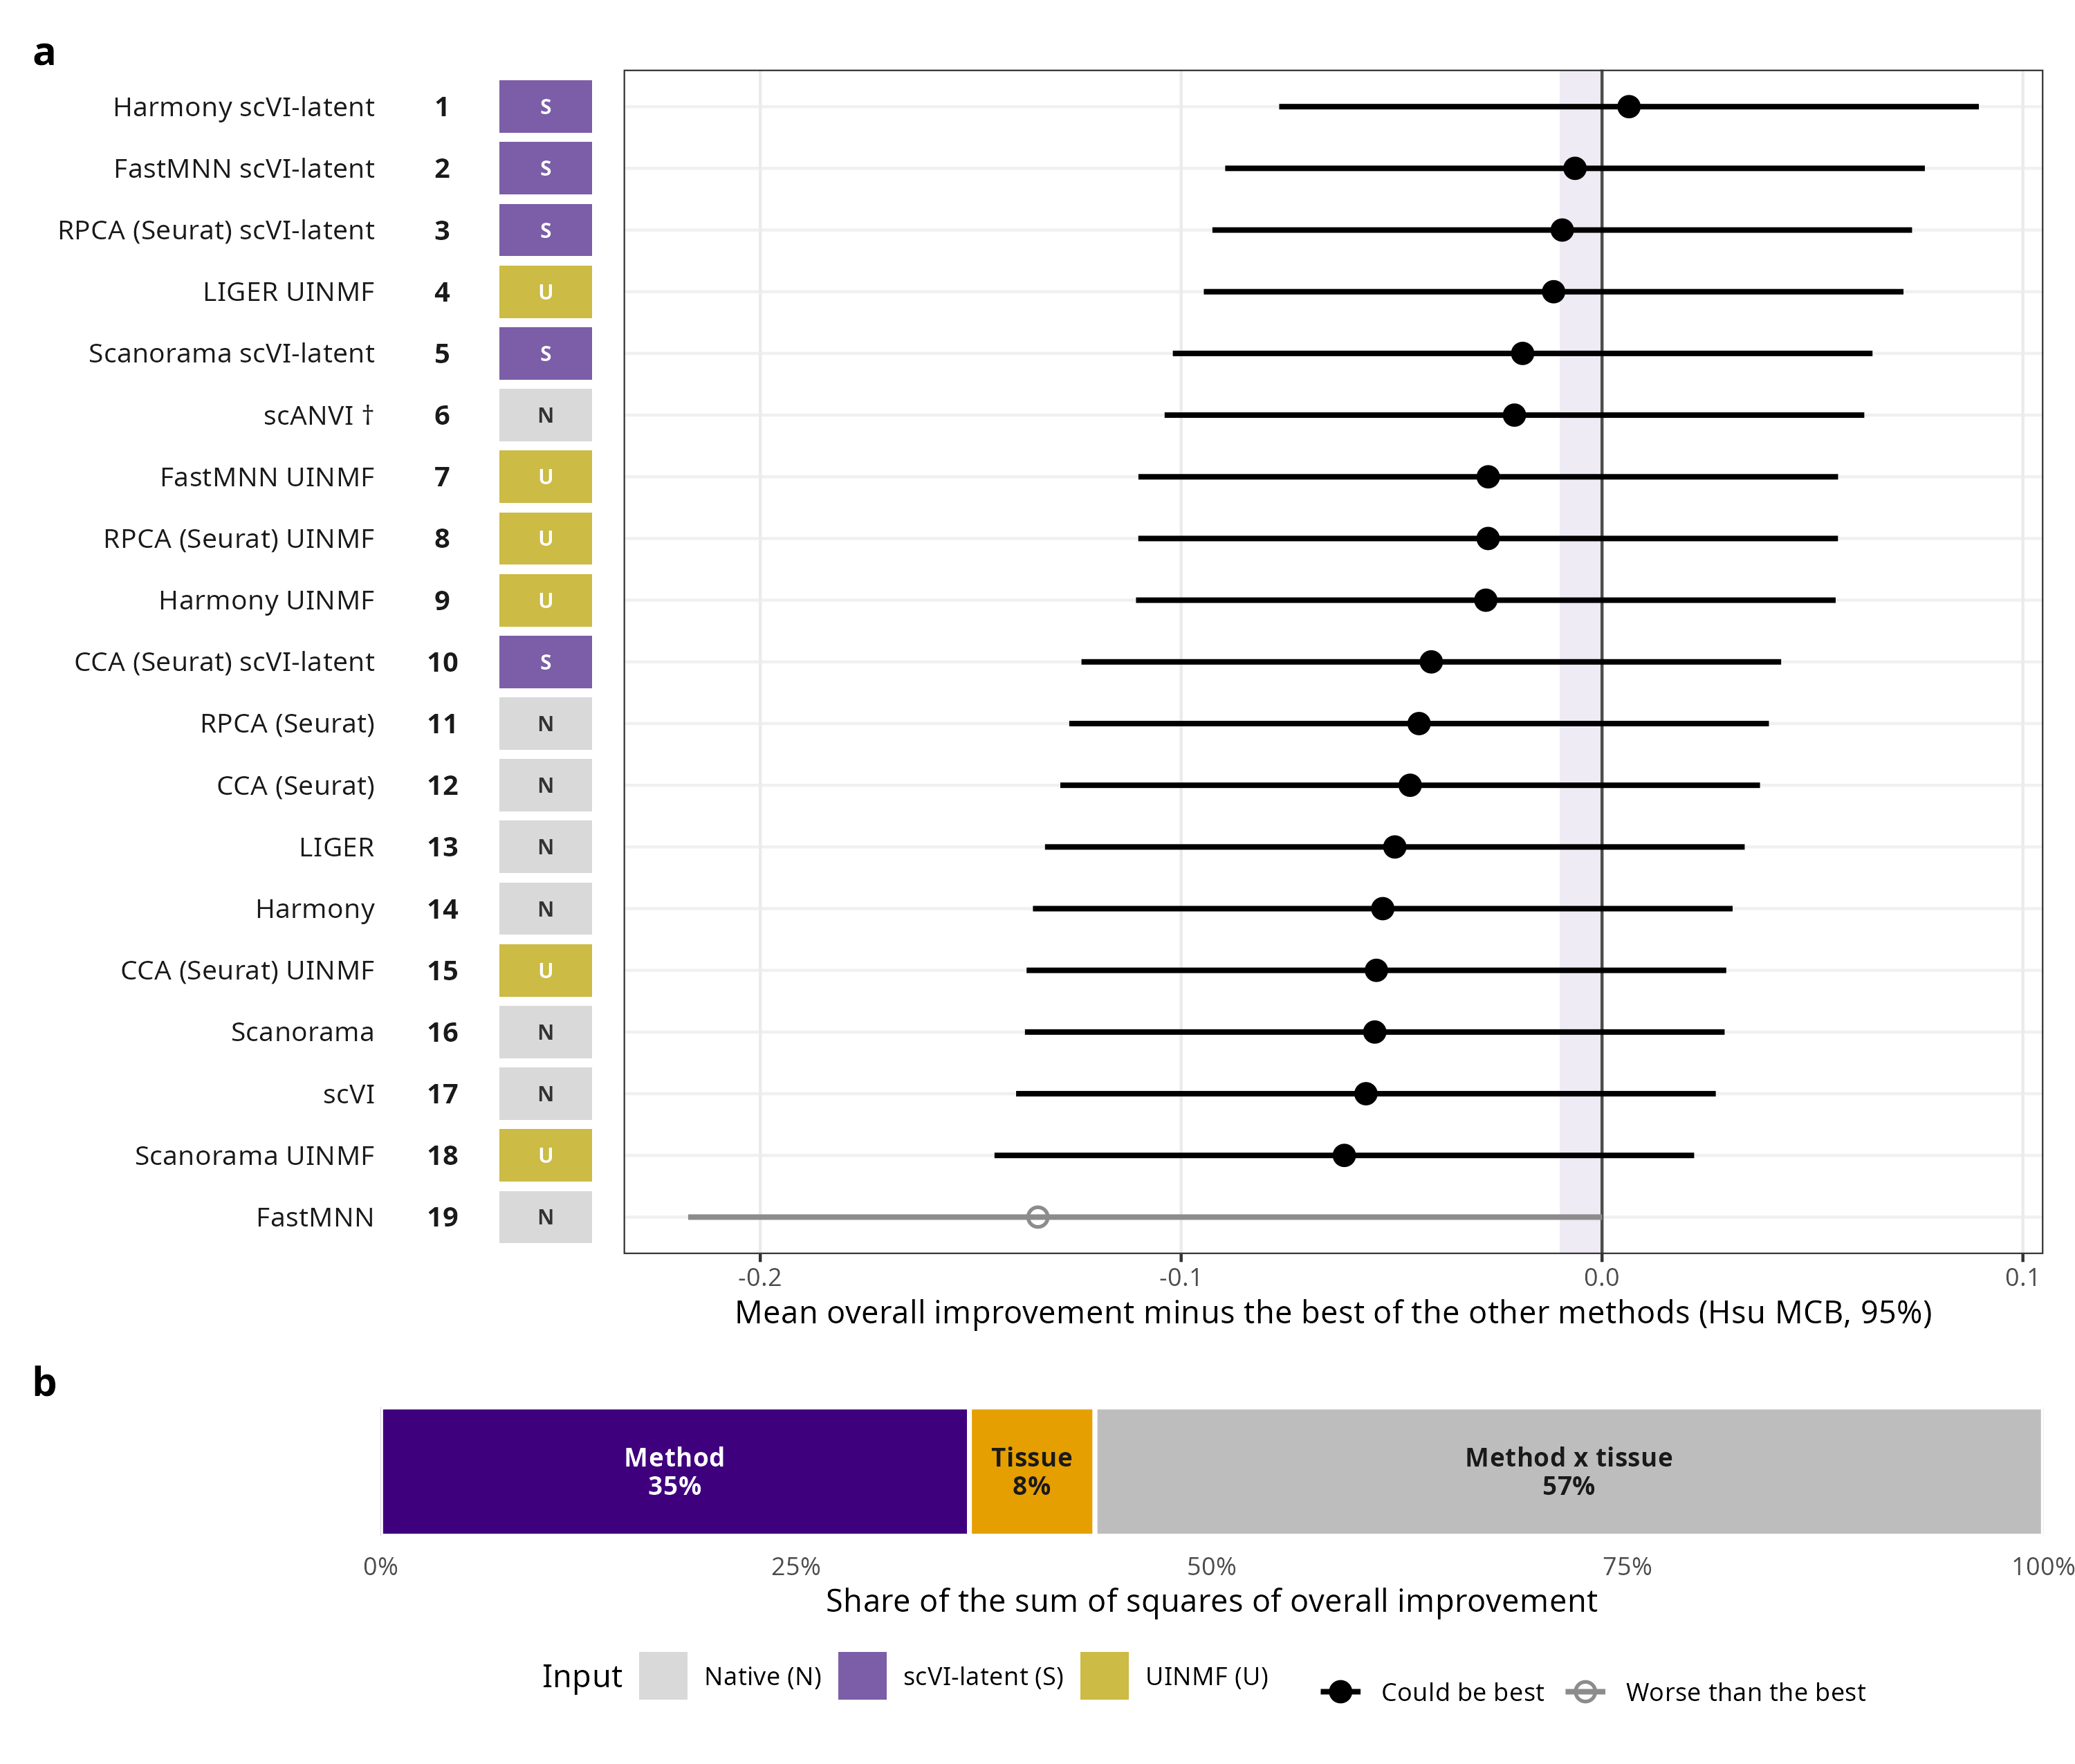 a
Harmony scVI-latent 1 S
FastMNN scVI-latent 2 S
RPCA (Seurat) scVI-latent 3 S
LIGER UINMF 4 U
Scanorama scVI-latent 5 S
scANVI † 6 N
FastMNN UINMF 7 U
RPCA (Seurat) UINMF 8 U
Harmony UINMF 9 U
CCA (Seurat) scVI-latent 10 S
RPCA (Seurat) 11 N
CCA (Seurat) 12 N
LIGER 13 N
Harmony 14 N
CCA (Seurat) UINMF 15 U
Scanorama 16 N
scVI 17 N
Scanorama UINMF 18 U
FastMNN 19 N
-0.2 -0.1 0.0 0.1
Mean overall improvement minus the best of the other methods (Hsu MCB, 95%)
b
Method Tissue Method x tissue
35% 8% 57%
0% 25% 50% 75% 100%
Share of the sum of squares of overall improvement
Input Native (N) scVI-latent (S) UINMF (U) Could be best Worse than the best